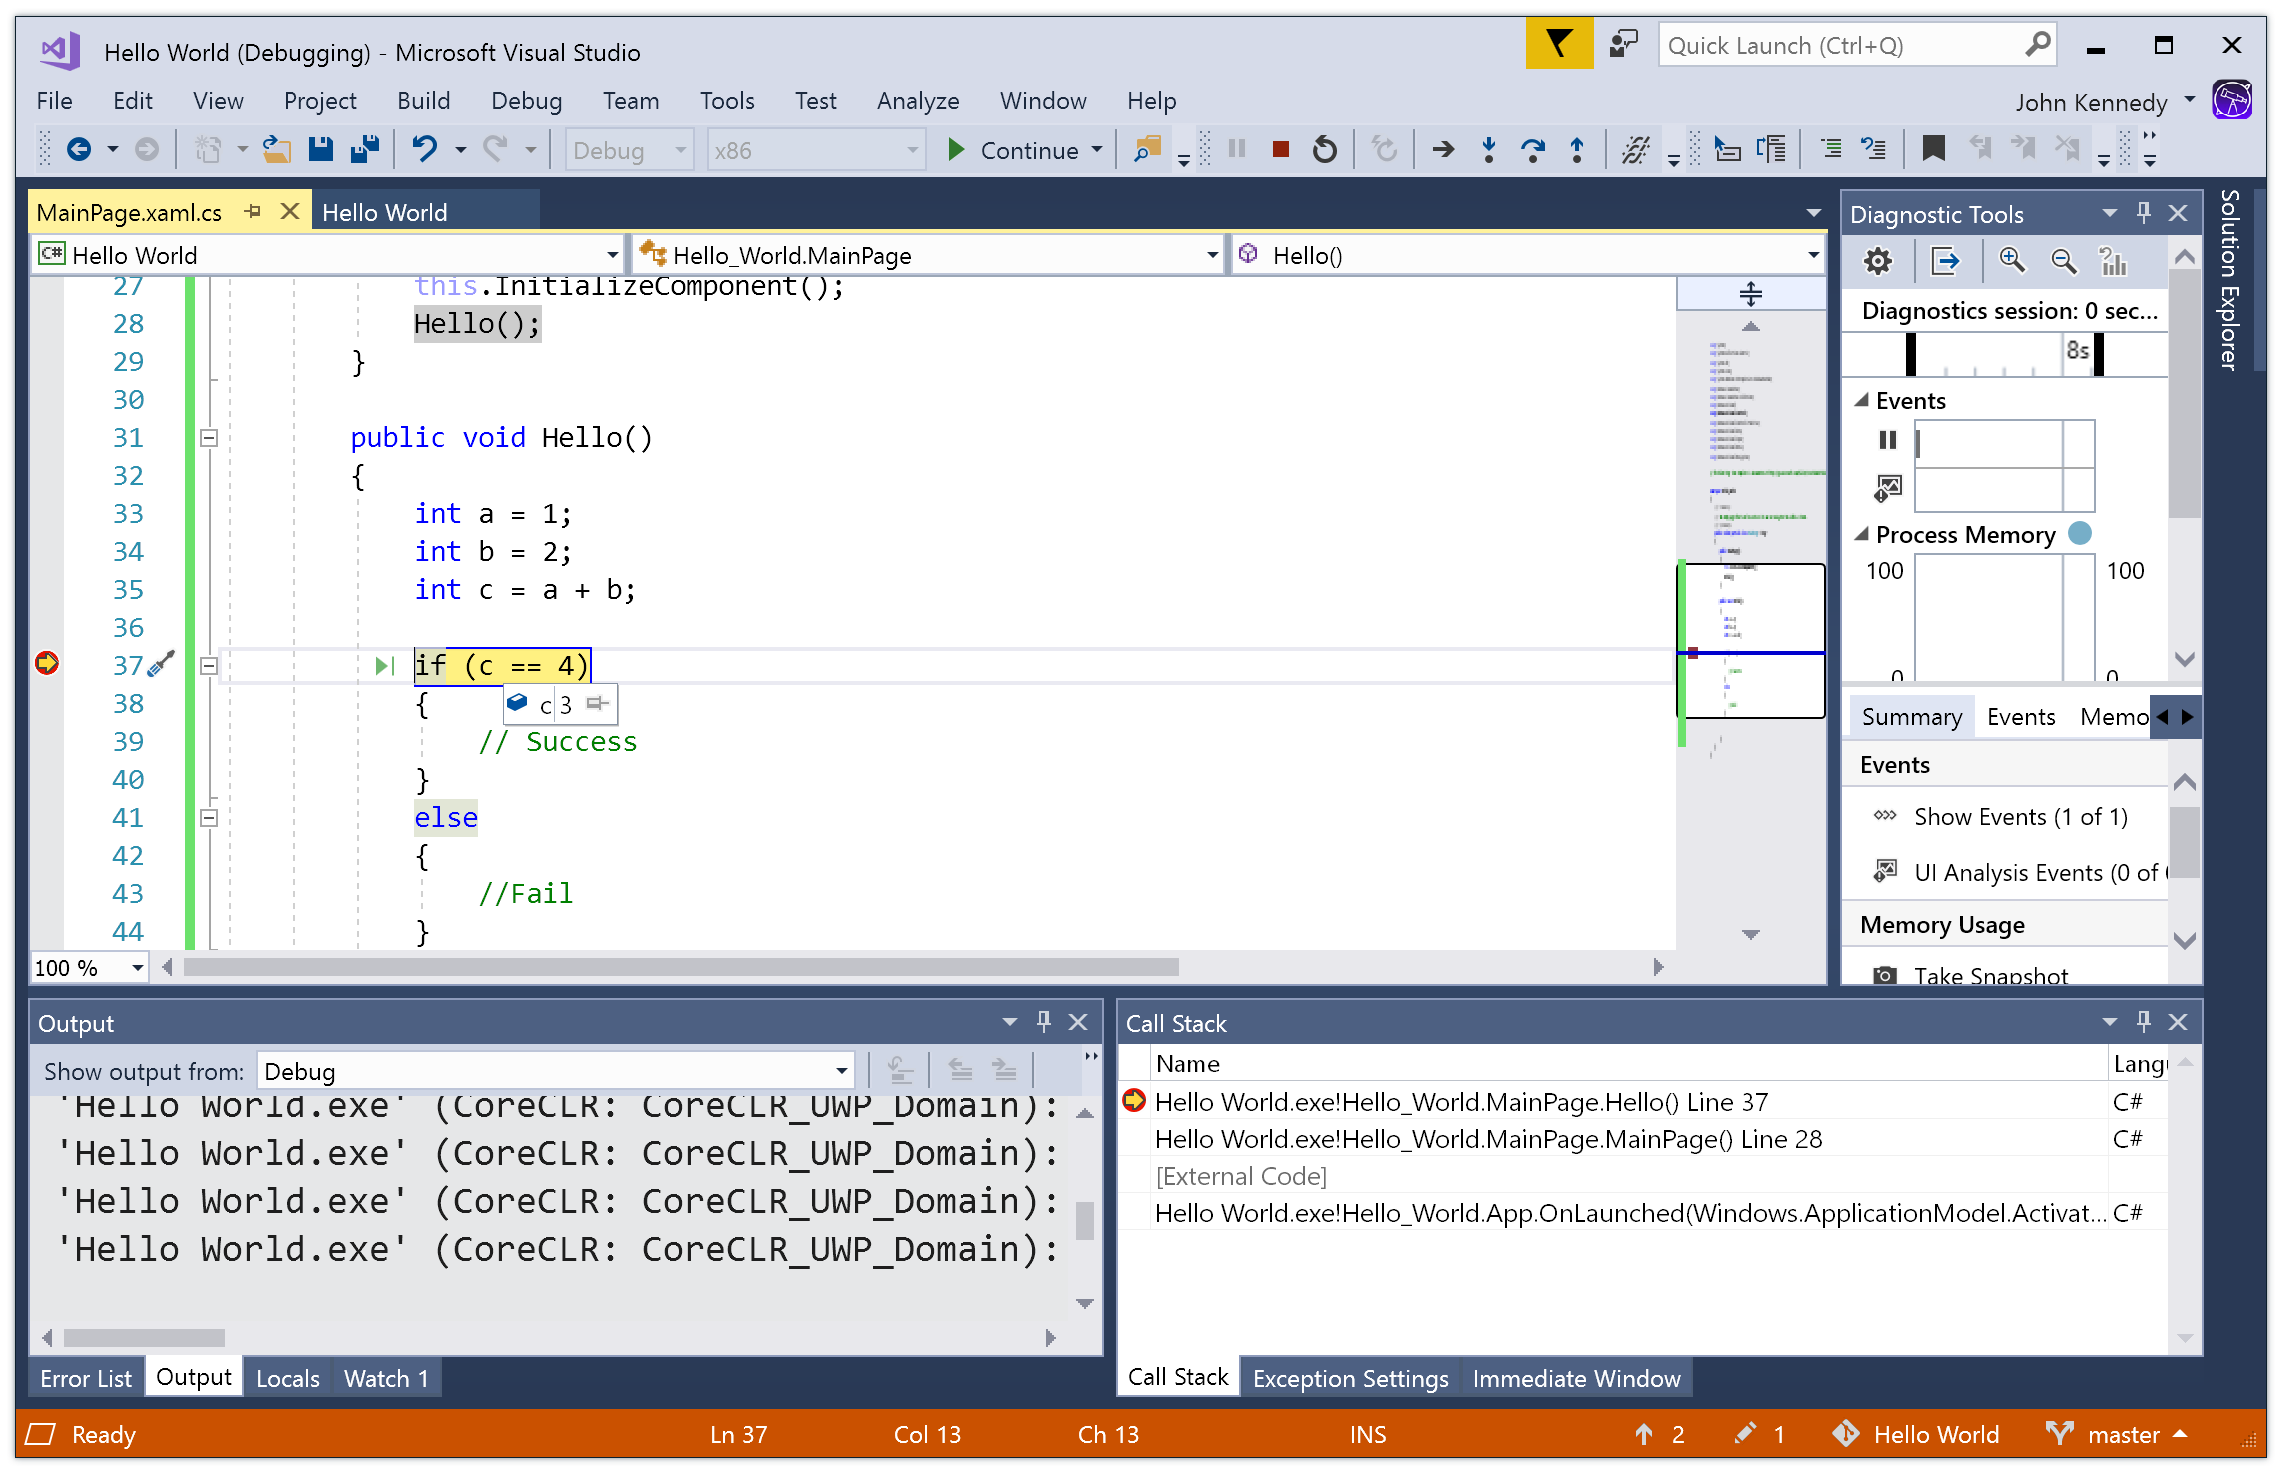 Hello World (Debugging) - Microsoft Visual Studio
Quick Launch (Ctrl+Q)
File Edit View Project Build Debug Team Tools Test Analyze Window Help
John Kennedy
Debug x86 Continue
MainPage.xaml.cs Hello World
C# Hello World Hello_World.MainPage Hello()
27 this.InitializeComponent();
28 Hello();
29 }
30
31 public void Hello()
32 {
33 int a = 1;
34 int b = 2;
35 int c = a + b;
36
37 if (c == 4)
38 {
c 3
39 // Success
40 }
41 else
42 {
43 //Fail
44 }
100 %
Diagnostic Tools
Diagnostics session: 0 sec...
8s
Events
Process Memory
100 100
0 0
Summary Events Memo
Events
Show Events (1 of 1)
UI Analysis Events (0 of
Memory Usage
Take Snapshot
Solution Explorer
Output
Show output from: Debug
'Hello World.exe' (CoreCLR: CoreCLR_UWP_Domain):
'Hello World.exe' (CoreCLR: CoreCLR_UWP_Domain):
'Hello World.exe' (CoreCLR: CoreCLR_UWP_Domain):
'Hello World.exe' (CoreCLR: CoreCLR_UWP_Domain):
Error List Output Locals Watch 1
Call Stack
Name Langu
Hello World.exe!Hello_World.MainPage.Hello() Line 37 C#
Hello World.exe!Hello_World.MainPage.MainPage() Line 28 C#
[External Code]
Hello World.exe!Hello_World.App.OnLaunched(Windows.ApplicationModel.Activat... C#
Call Stack Exception Settings Immediate Window
Ready Ln 37 Col 13 Ch 13 INS 2 1 Hello World master